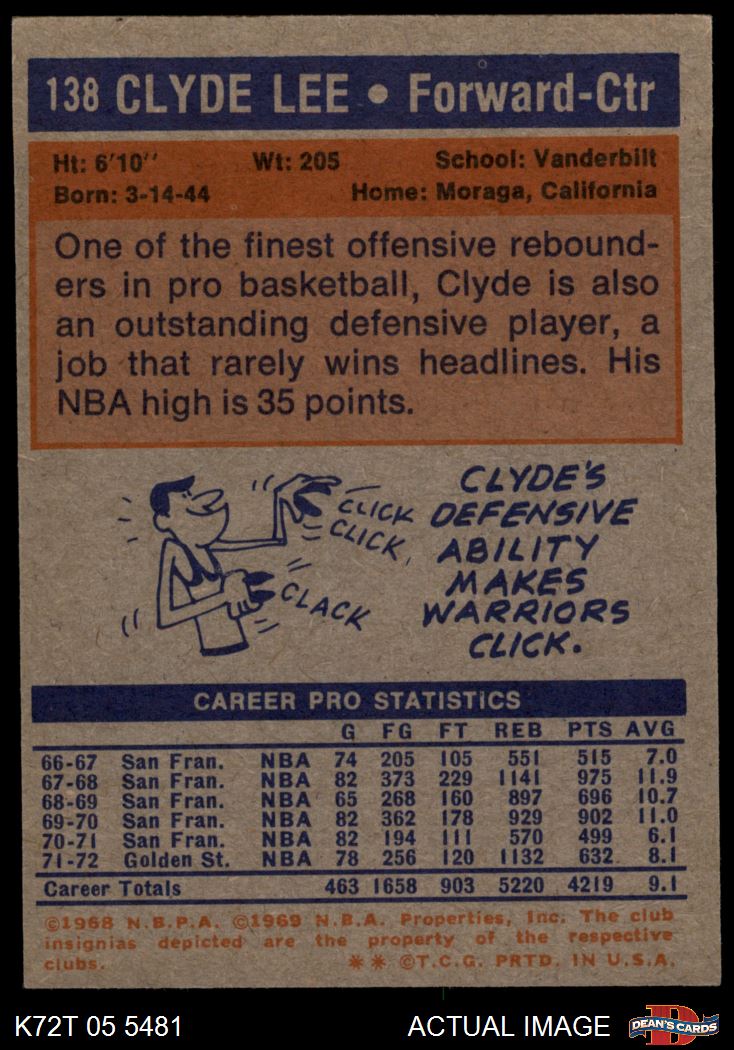 138 CLYDE LEE • Forward-Ctr
Ht: 6'10'' Wt: 205 School: Vanderbilt
Born: 3-14-44 Home: Moraga, California
One of the finest offensive rebound-
ers in pro basketball, Clyde is also
an outstanding defensive player, a
job that rarely wins headlines. His
NBA high is 35 points.
CLICK
CLICK,
CLACK
CLYDE'S
DEFENSIVE
ABILITY
MAKES
WARRIORS
CLICK.
CAREER PRO STATISTICS
G FG FT REB PTS AVG
66-67 San Fran. NBA 74 205 105 551 515 7.0
67-68 San Fran. NBA 82 373 229 1141 975 11.9
68-69 San Fran. NBA 65 268 160 897 696 10.7
69-70 San Fran. NBA 82 362 178 929 902 11.0
70-71 San Fran. NBA 82 194 111 570 499 6.1
71-72 Golden St. NBA 78 256 120 1132 632 8.1
Career Totals 463 1658 903 5220 4219 9.1
©1968 N.B.P.A. ©1969 N.B.A. Properties, Inc. The club
insignias depicted are the property of the respective
clubs. ** ©T.C.G. PRTD. IN U.S.A.
K72T 05 5481 ACTUAL IMAGE DEAN'S CARDS